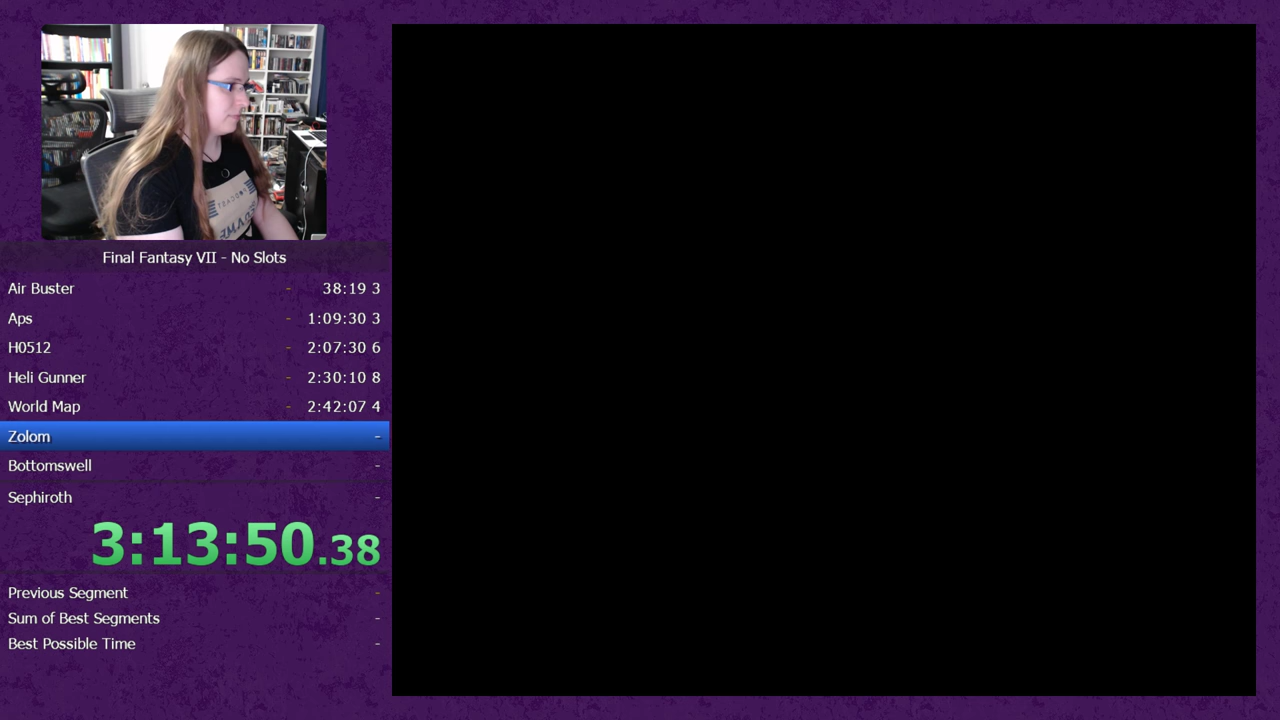 Final Fantasy VII - No Slots
Air Buster - 38:19 3
Aps - 1:09:30 3
H0512 - 2:07:30 6
Heli Gunner - 2:30:10 8
World Map - 2:42:07 4
Zolom -
Bottomswell -
Sephiroth -
3:13:50.38
Previous Segment -
Sum of Best Segments -
Best Possible Time -